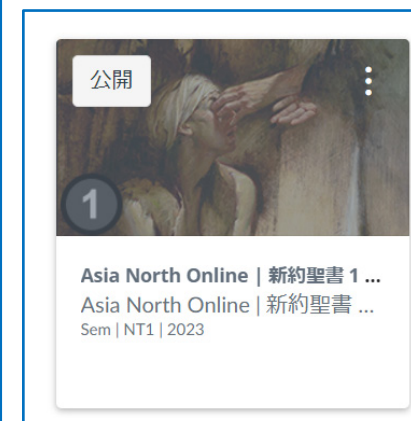 公開
1
Asia North Online | 新約聖書 1 ...
Asia North Online | 新約聖書 ...
Sem | NT1 | 2023